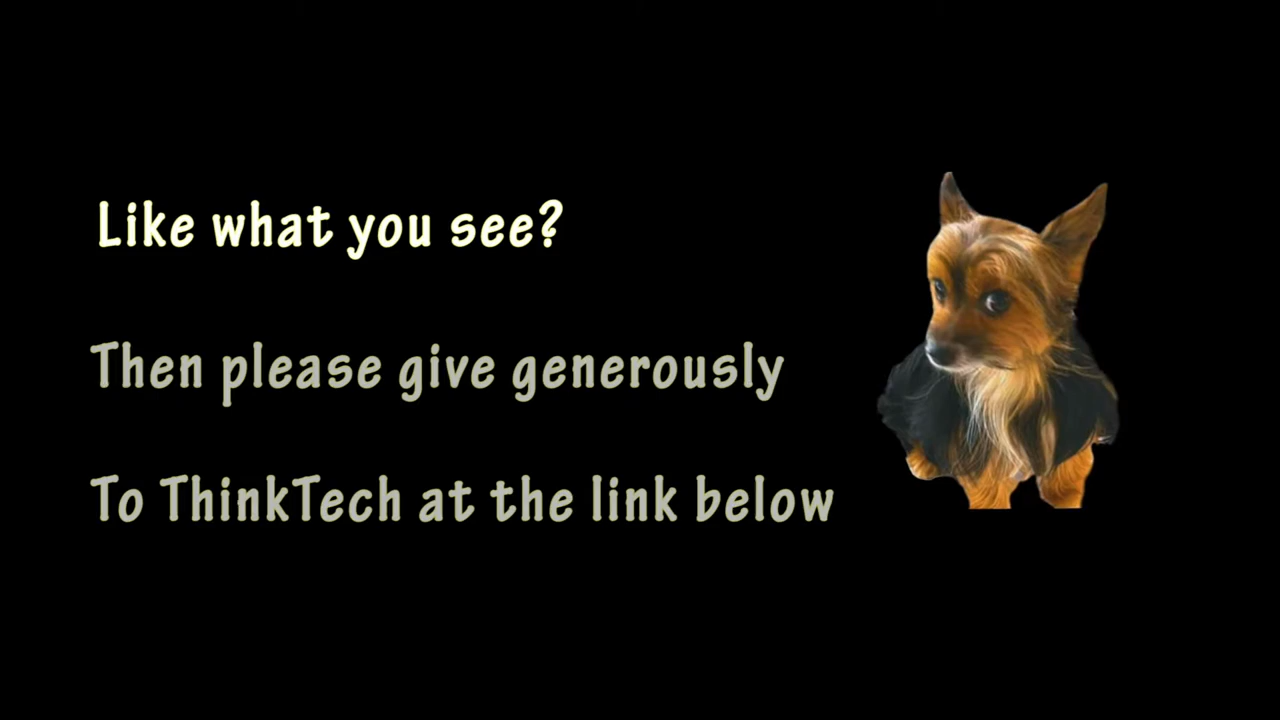 Like what you see?
Then please give generously
To ThinkTech at the link below